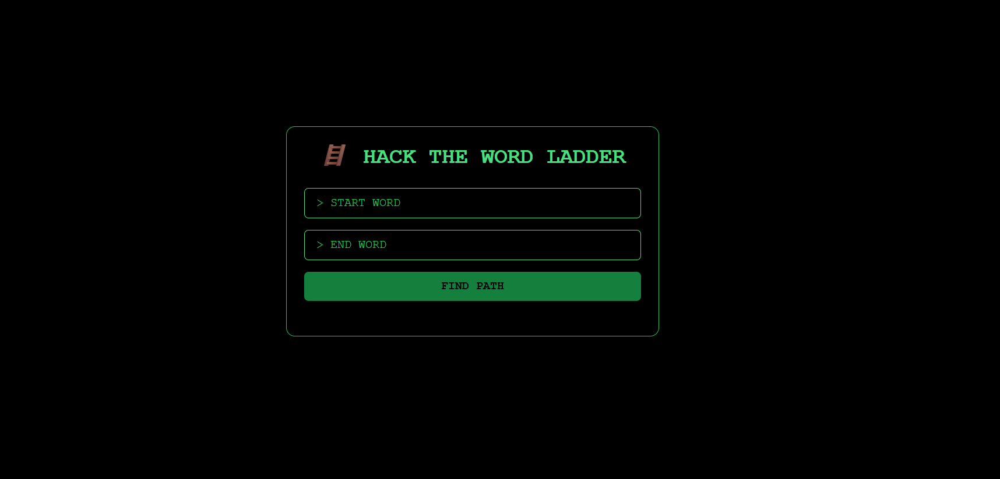 HACK THE WORD LADDER
> START WORD
> END WORD
FIND PATH